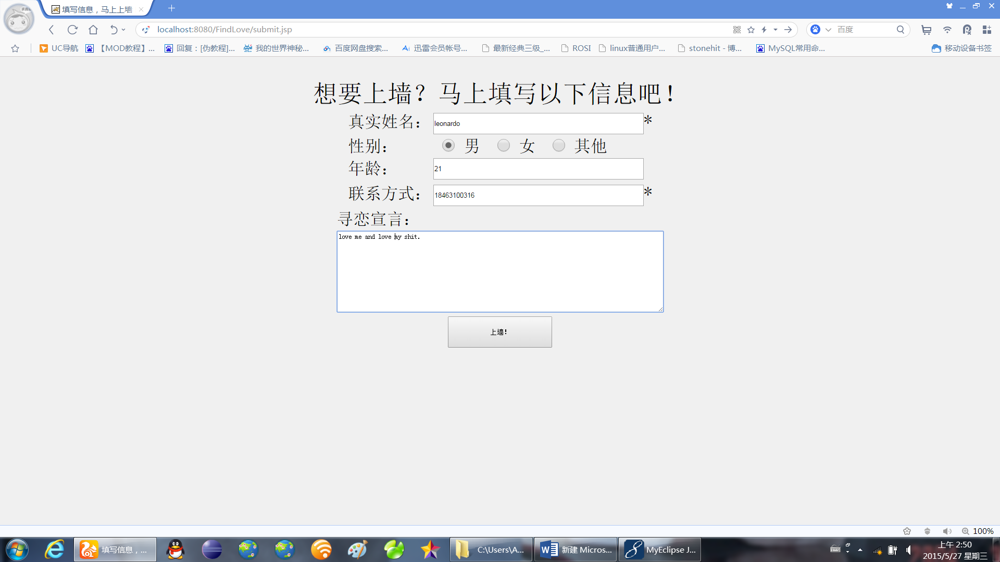 填写信息，马上上墙
localhost:8080/FindLove/submit.jsp
百度
UC导航
【MOD教程】...
回复：[伪教程]...
我的世界神秘...
百度网盘搜索...
迅雷会员帐号...
最新经典三级_...
ROSI
linux普通用户...
stonehit - 博...
MySQL常用命...
移动设备书签
想要上墙？马上填写以下信息吧！
真实姓名： leonardo *
性别： 男 女 其他
年龄： 21
联系方式： 18463100316 *
寻恋宣言：
love me and love my shit.
上墙！
100%
填写信息，...
C:\Users\A...
新建 Micros...
MyEclipse J...
上午 2:50
2015/5/27 星期三